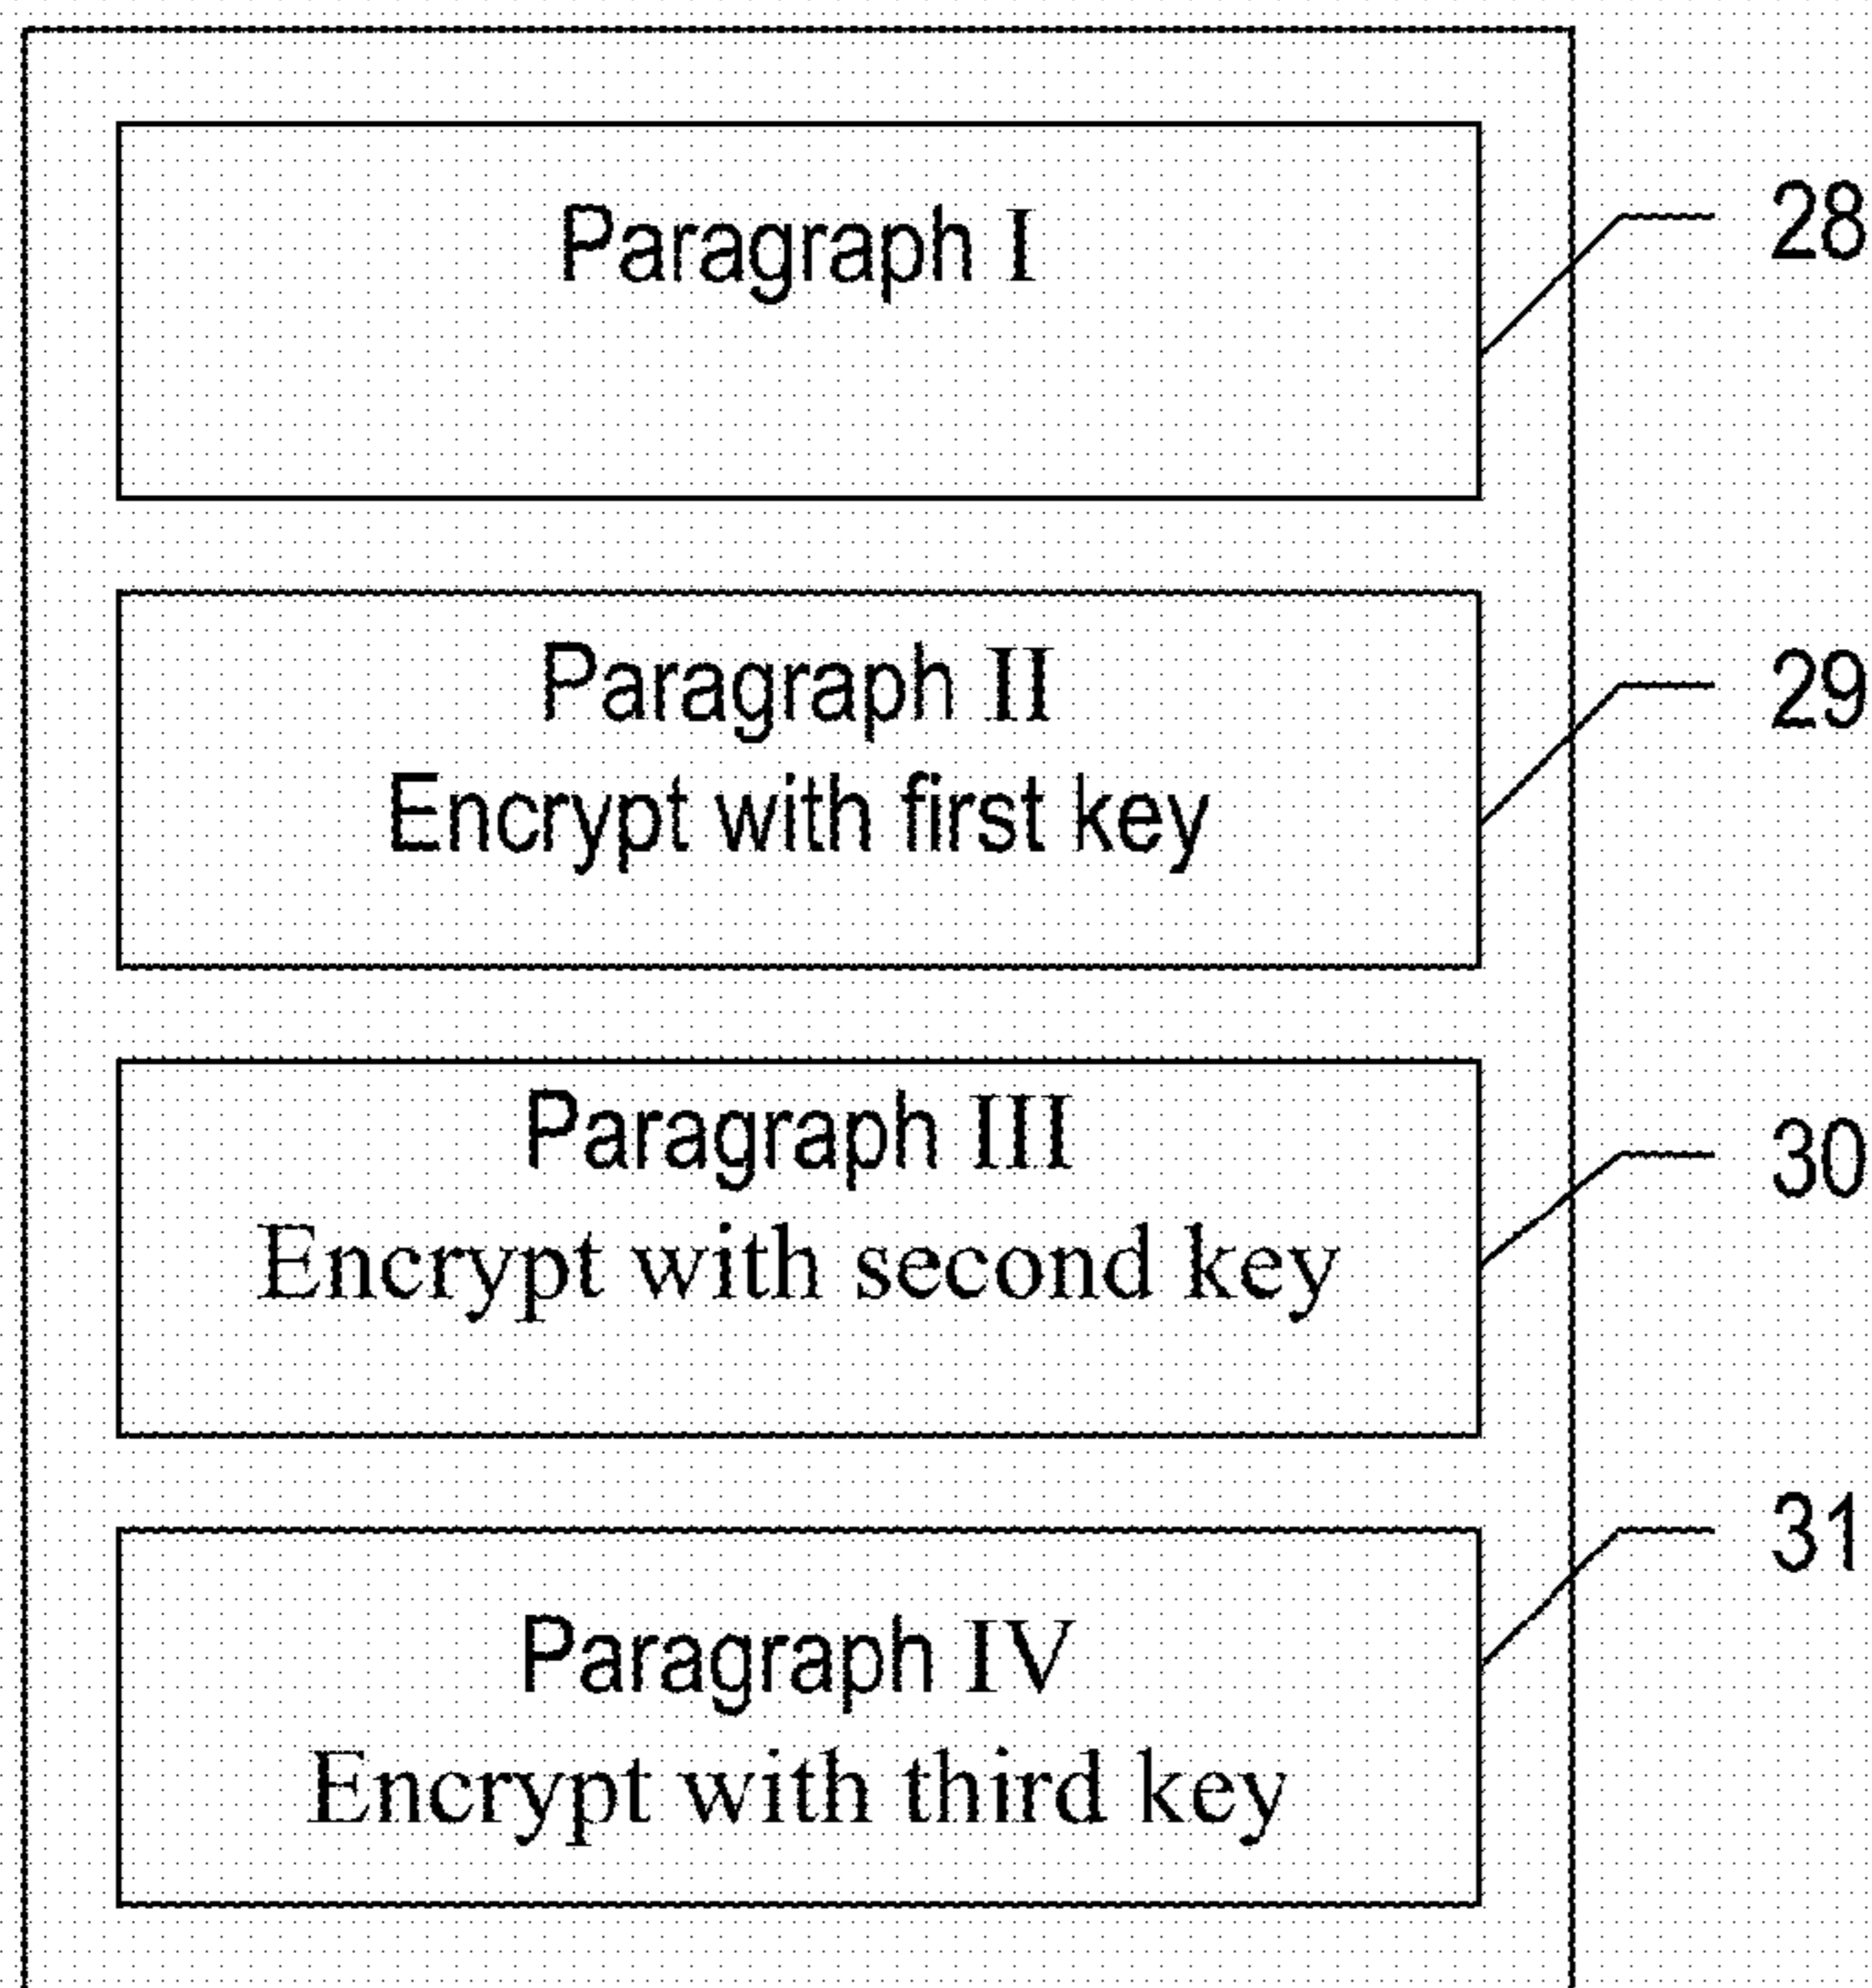 Paragraph I
28
Paragraph II
Encrypt with first key
29
Paragraph III
Encrypt with second key
30
Paragraph IV
Encrypt with third key
31